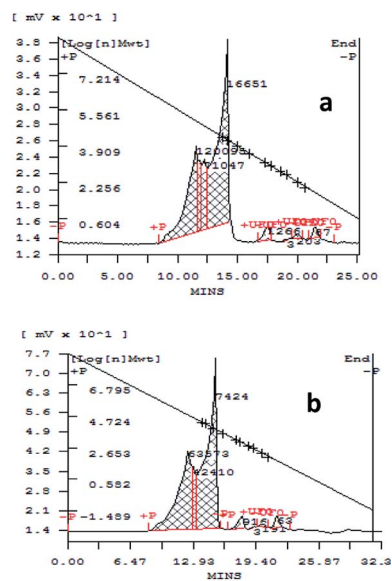 [ mV x 10^1 ]
3.8 [Log[n]Mwt] End
+P -P
3.6
7.214
3.4
16651
a
3.2
3.0 5.561
2.8
2.6 3.909
2.4 71047
2.2
2.0 2.256
1.8
1.6 0.604
-P +P -P
1.4 1266 67
3203
1.2
0.00 5.00 10.00 15.00 20.00 25.00
MINS
[ mV x 10^1 ]
7.7 [Log[n]Mwt] End
+P -P
7.0
6.795
6.3
7424
b
5.6
4.724
4.9
4.2 2.653
63573
3.5 42410
2.8 0.582
2.1
-P -1.489 +P 915 63 -P
1.4 3191
0.00 6.47 12.93 19.40 25.87 32.3
MINS